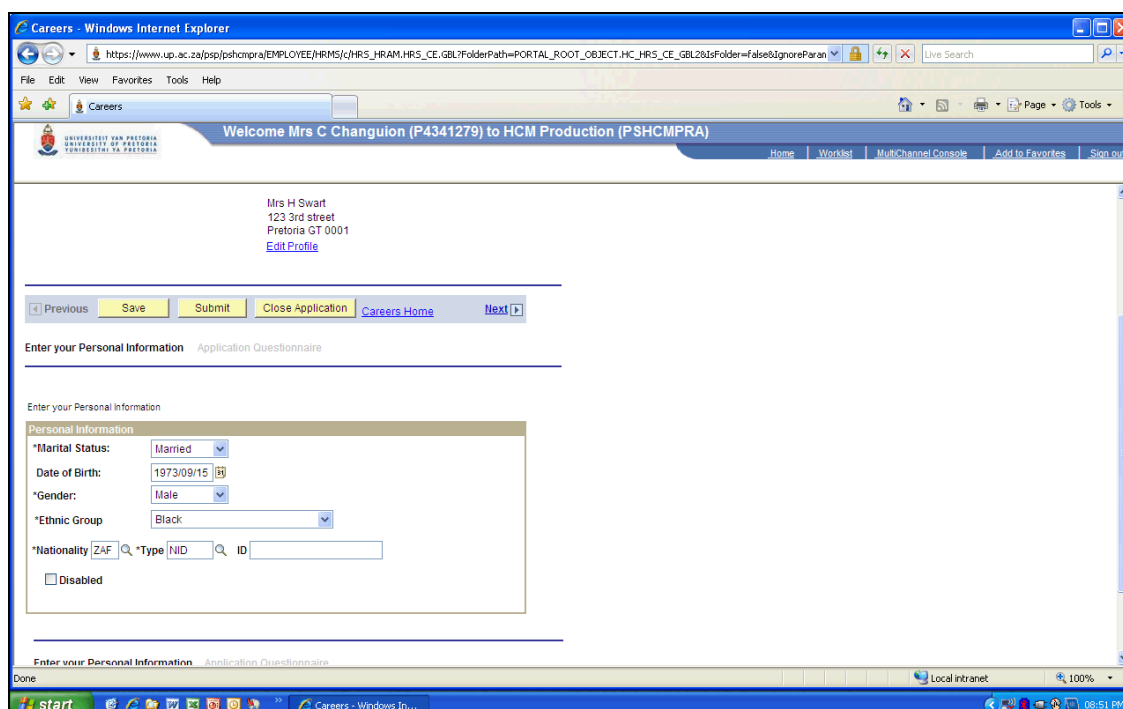 Careers - Windows Internet Explorer
https://www.up.ac.za/psp/pshcmpra/EMPLOYEE/HRMS/c/HRS_HRAM.HRS_CE.GBL?FolderPath=PORTAL_ROOT_OBJECT.HC_HRS_CE_GBL2&IsFolder=false&IgnoreParan
Live Search
File Edit View Favorites Tools Help
Careers
Page Tools
UNIVERSITEIT VAN PRETORIA
UNIVERSITY OF PRETORIA
YUNIBESITHI YA PRETORIA
Welcome Mrs C Changuion (P4341279) to HCM Production (PSHCMPRA)
Home Worklist MultiChannel Console Add to Favorites Sign out
Mrs H Swart
123 3rd street
Pretoria GT 0001
Edit Profile
Previous Save Submit Close Application Careers Home Next
Enter your Personal Information Application Questionnaire
Enter your Personal Information
Personal Information
*Marital Status: Married
Date of Birth: 1973/09/15
*Gender: Male
*Ethnic Group Black
*Nationality ZAF *Type NID ID
Disabled
Enter your Personal Information Application Questionnaire
Done Local intranet 100%
start Careers - Windows In... 08:51 PM